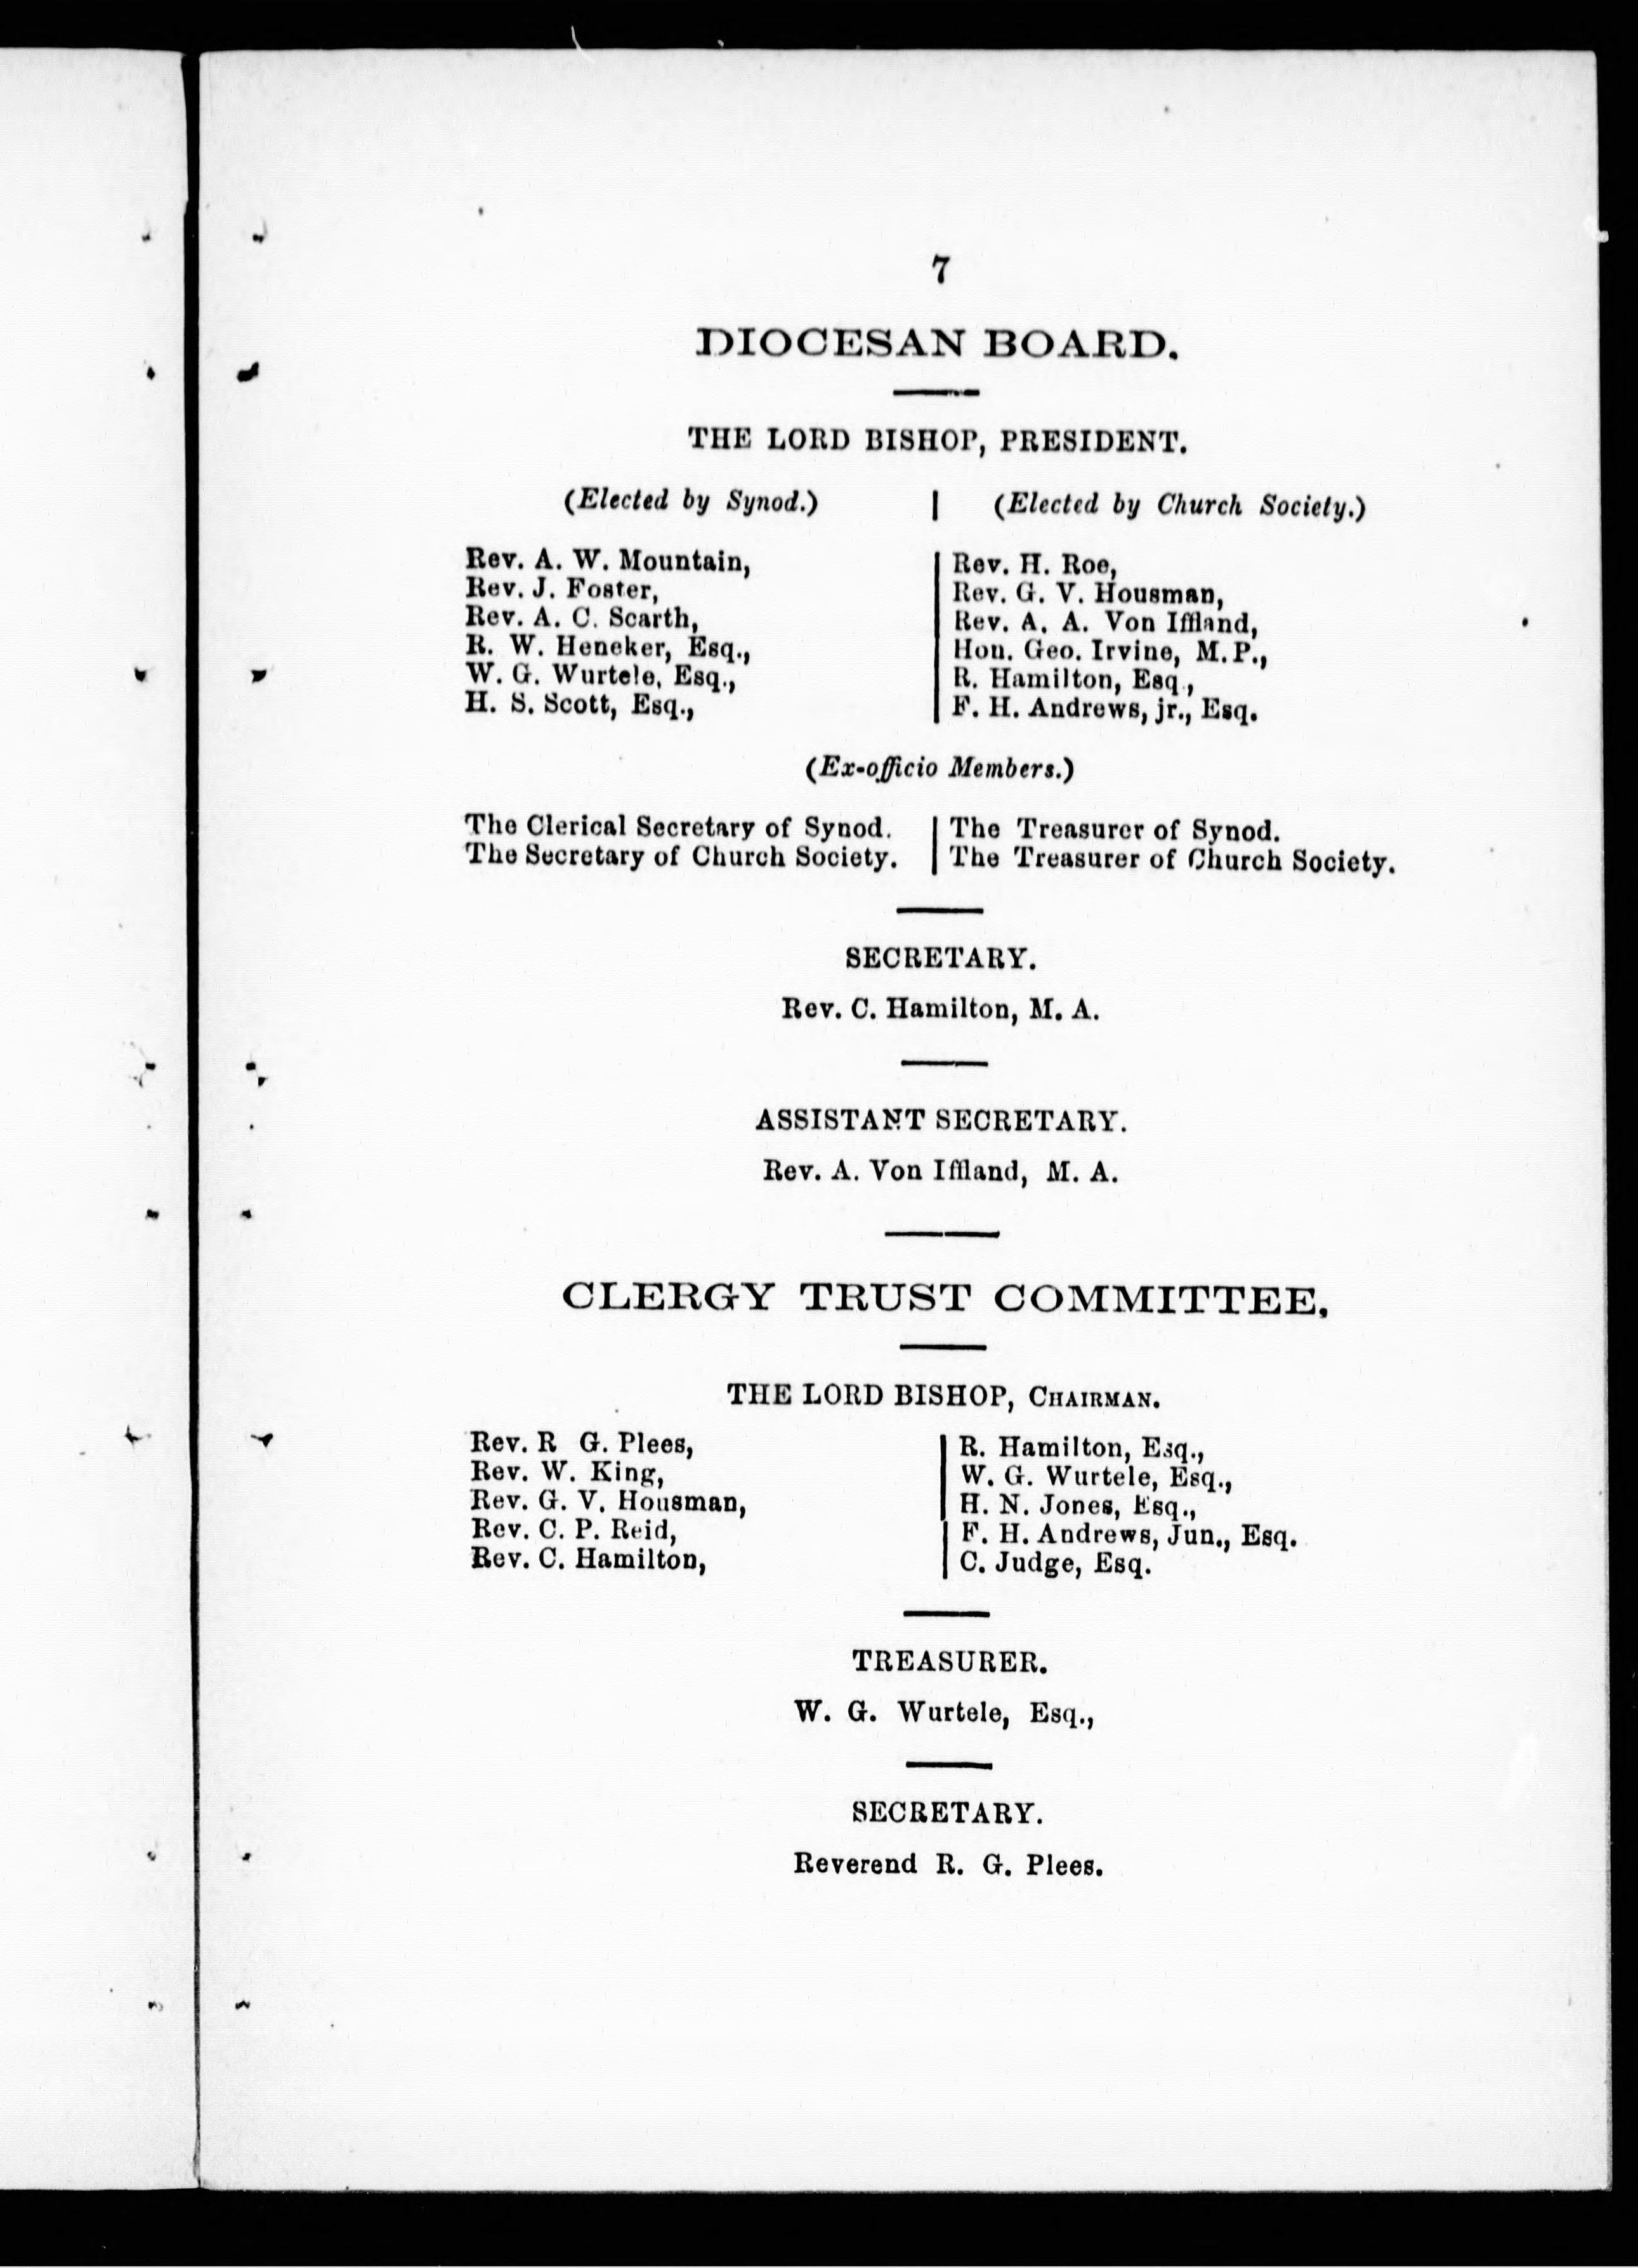 7
DIOCESAN BOARD.
THE LORD BISHOP, PRESIDENT.
(Elected by Synod.)
Rev. A. W. Mountain,
Rev. J. Foster,
Rev. A. C. Scarth,
R. W. Heneker, Esq.,
W. G. Wurtele, Esq.,
H. S. Scott, Esq.,
(Elected by Church Society.)
Rev. H. Roe,
Rev. G. V. Housman,
Rev. A. A. Von Iffland,
Hon. Geo. Irvine, M.P.,
R. Hamilton, Esq.,
F. H. Andrews, jr., Esq.
(Ex-officio Members.)
The Clerical Secretary of Synod.
The Secretary of Church Society.
The Treasurer of Synod.
The Treasurer of Church Society.
SECRETARY.
Rev. C. Hamilton, M. A.
ASSISTANT SECRETARY.
Rev. A. Von Iffland, M. A.
CLERGY TRUST COMMITTEE.
THE LORD BISHOP, CHAIRMAN.
Rev. R G. Plees,
Rev. W. King,
Rev. G. V. Housman,
Rev. C. P. Reid,
Rev. C. Hamilton,
R. Hamilton, Esq.,
W. G. Wurtele, Esq.,
H. N. Jones, Esq.,
F. H. Andrews, Jun., Esq.
C. Judge, Esq.
TREASURER.
W. G. Wurtele, Esq.,
SECRETARY.
Reverend R. G. Plees.